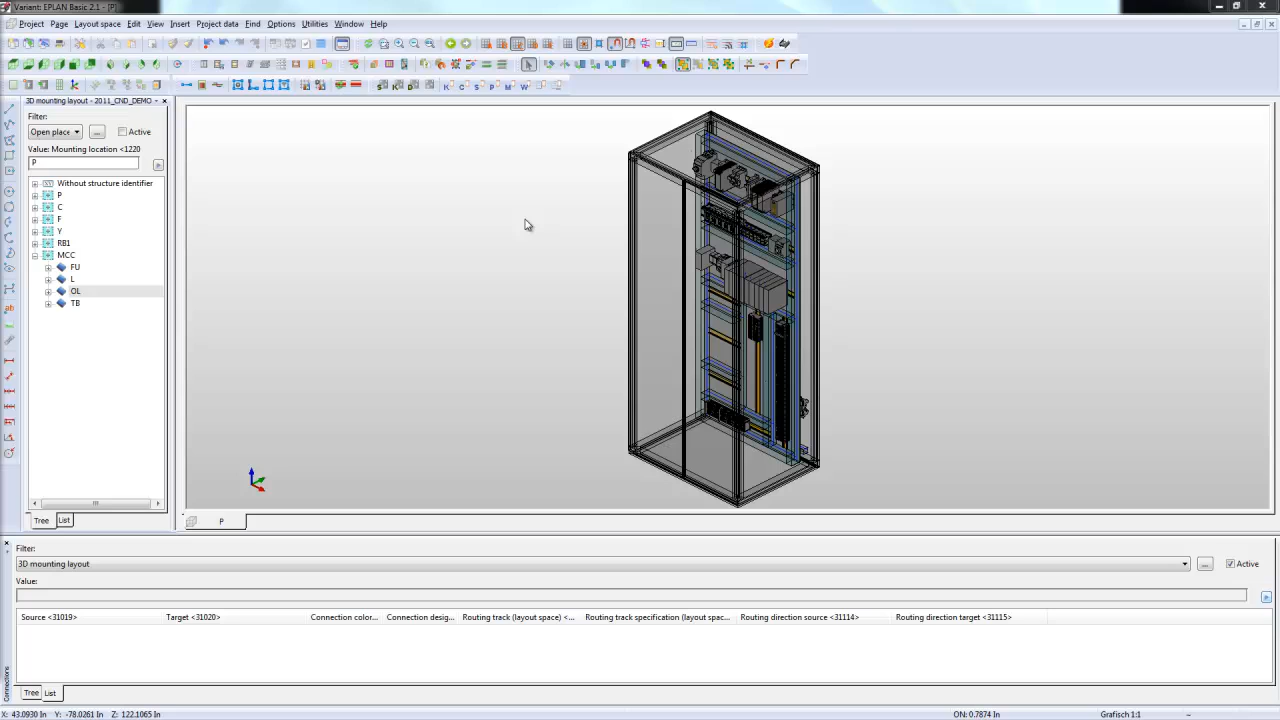 Variant: EPLAN Basic 2.1 - [P]
Project Page Layout space Edit View Insert Project data Find Options Utilities Window Help
3D mounting layout - 2011_CND_DEMO
Filter:
Open place ... Active
Value: Mounting location <1220
P
Without structure identifier
P
C
F
Y
RB1
MCC
FU
L
OL
TB
Tree List
P
Filter:
3D mounting layout ... Active
Value:
Source <31019> Target <31020> Connection color... Connection desig... Routing track (layout space) <... Routing track specification (layout spac... Routing direction source <31114> Routing direction target <31115>
Connections
Tree List
X: 43.0930 In Y: -78.0261 In Z: 122.1065 In ON: 0.7874 In Grafisch 1:1